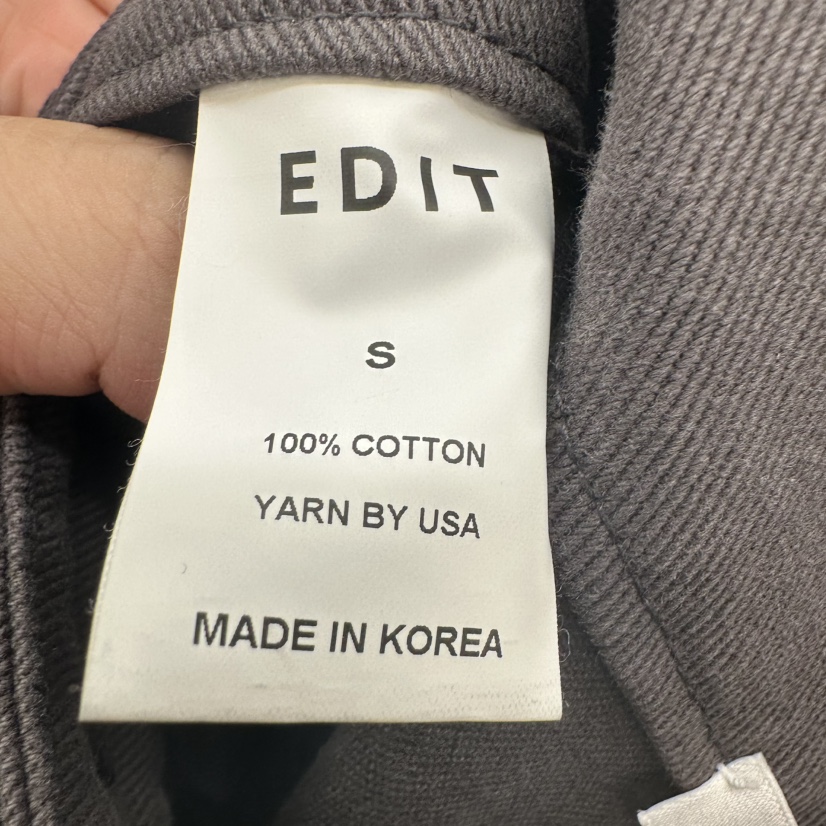 EDIT
S
100% COTTON
YARN BY USA
MADE IN KOREA